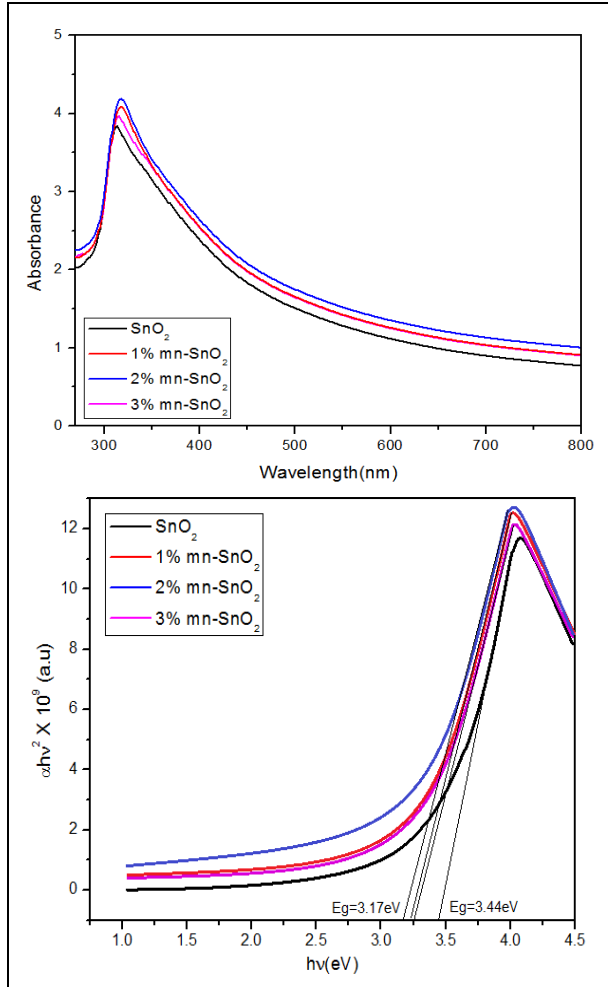 5
4
3
2
1
0
Absorbance
SnO₂
1% mn-SnO₂
2% mn-SnO₂
3% mn-SnO₂
300 400 500 600 700 800
Wavelength(nm)
12
10
8
6
4
2
0
αhν² X 10⁹ (a.u)
SnO₂
1% mn-SnO₂
2% mn-SnO₂
3% mn-SnO₂
Eg=3.17eV Eg=3.44eV
1.0 1.5 2.0 2.5 3.0 3.5 4.0 4.5
hν(eV)